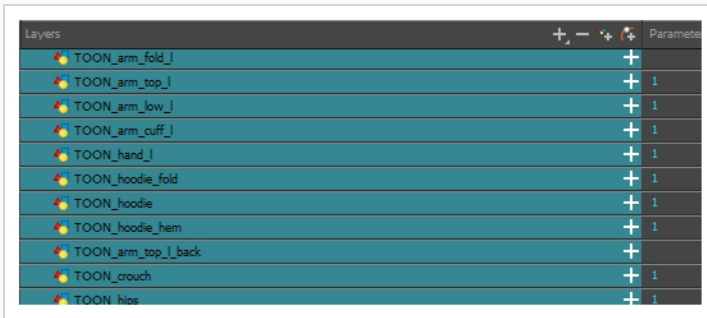 Layers Parameter
TOON_arm_fold_l
TOON_arm_top_l 1
TOON_arm_low_l 1
TOON_arm_cuff_l 1
TOON_hand_l 1
TOON_hoodie_fold 1
TOON_hoodie 1
TOON_hoodie_hem 1
TOON_arm_top_l_back
TOON_crouch 1
TOON_hips 1